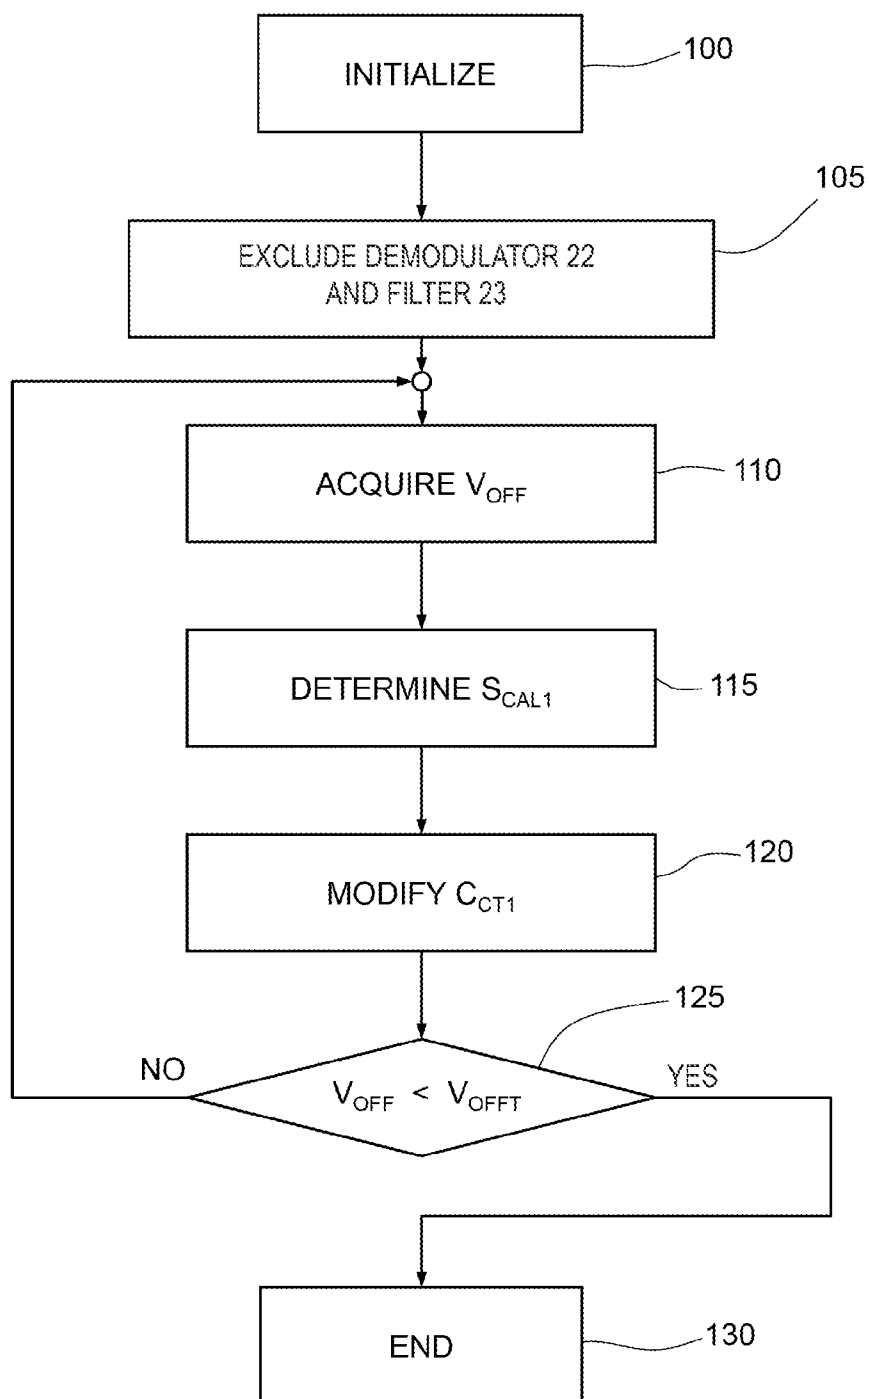 INITIALIZE
100
105
EXCLUDE DEMODULATOR 22
AND FILTER 23
ACQUIRE V_OFF
110
DETERMINE S_CAL1
115
MODIFY C_CT1
120
125
NO
V_OFF < V_OFFT
YES
END
130